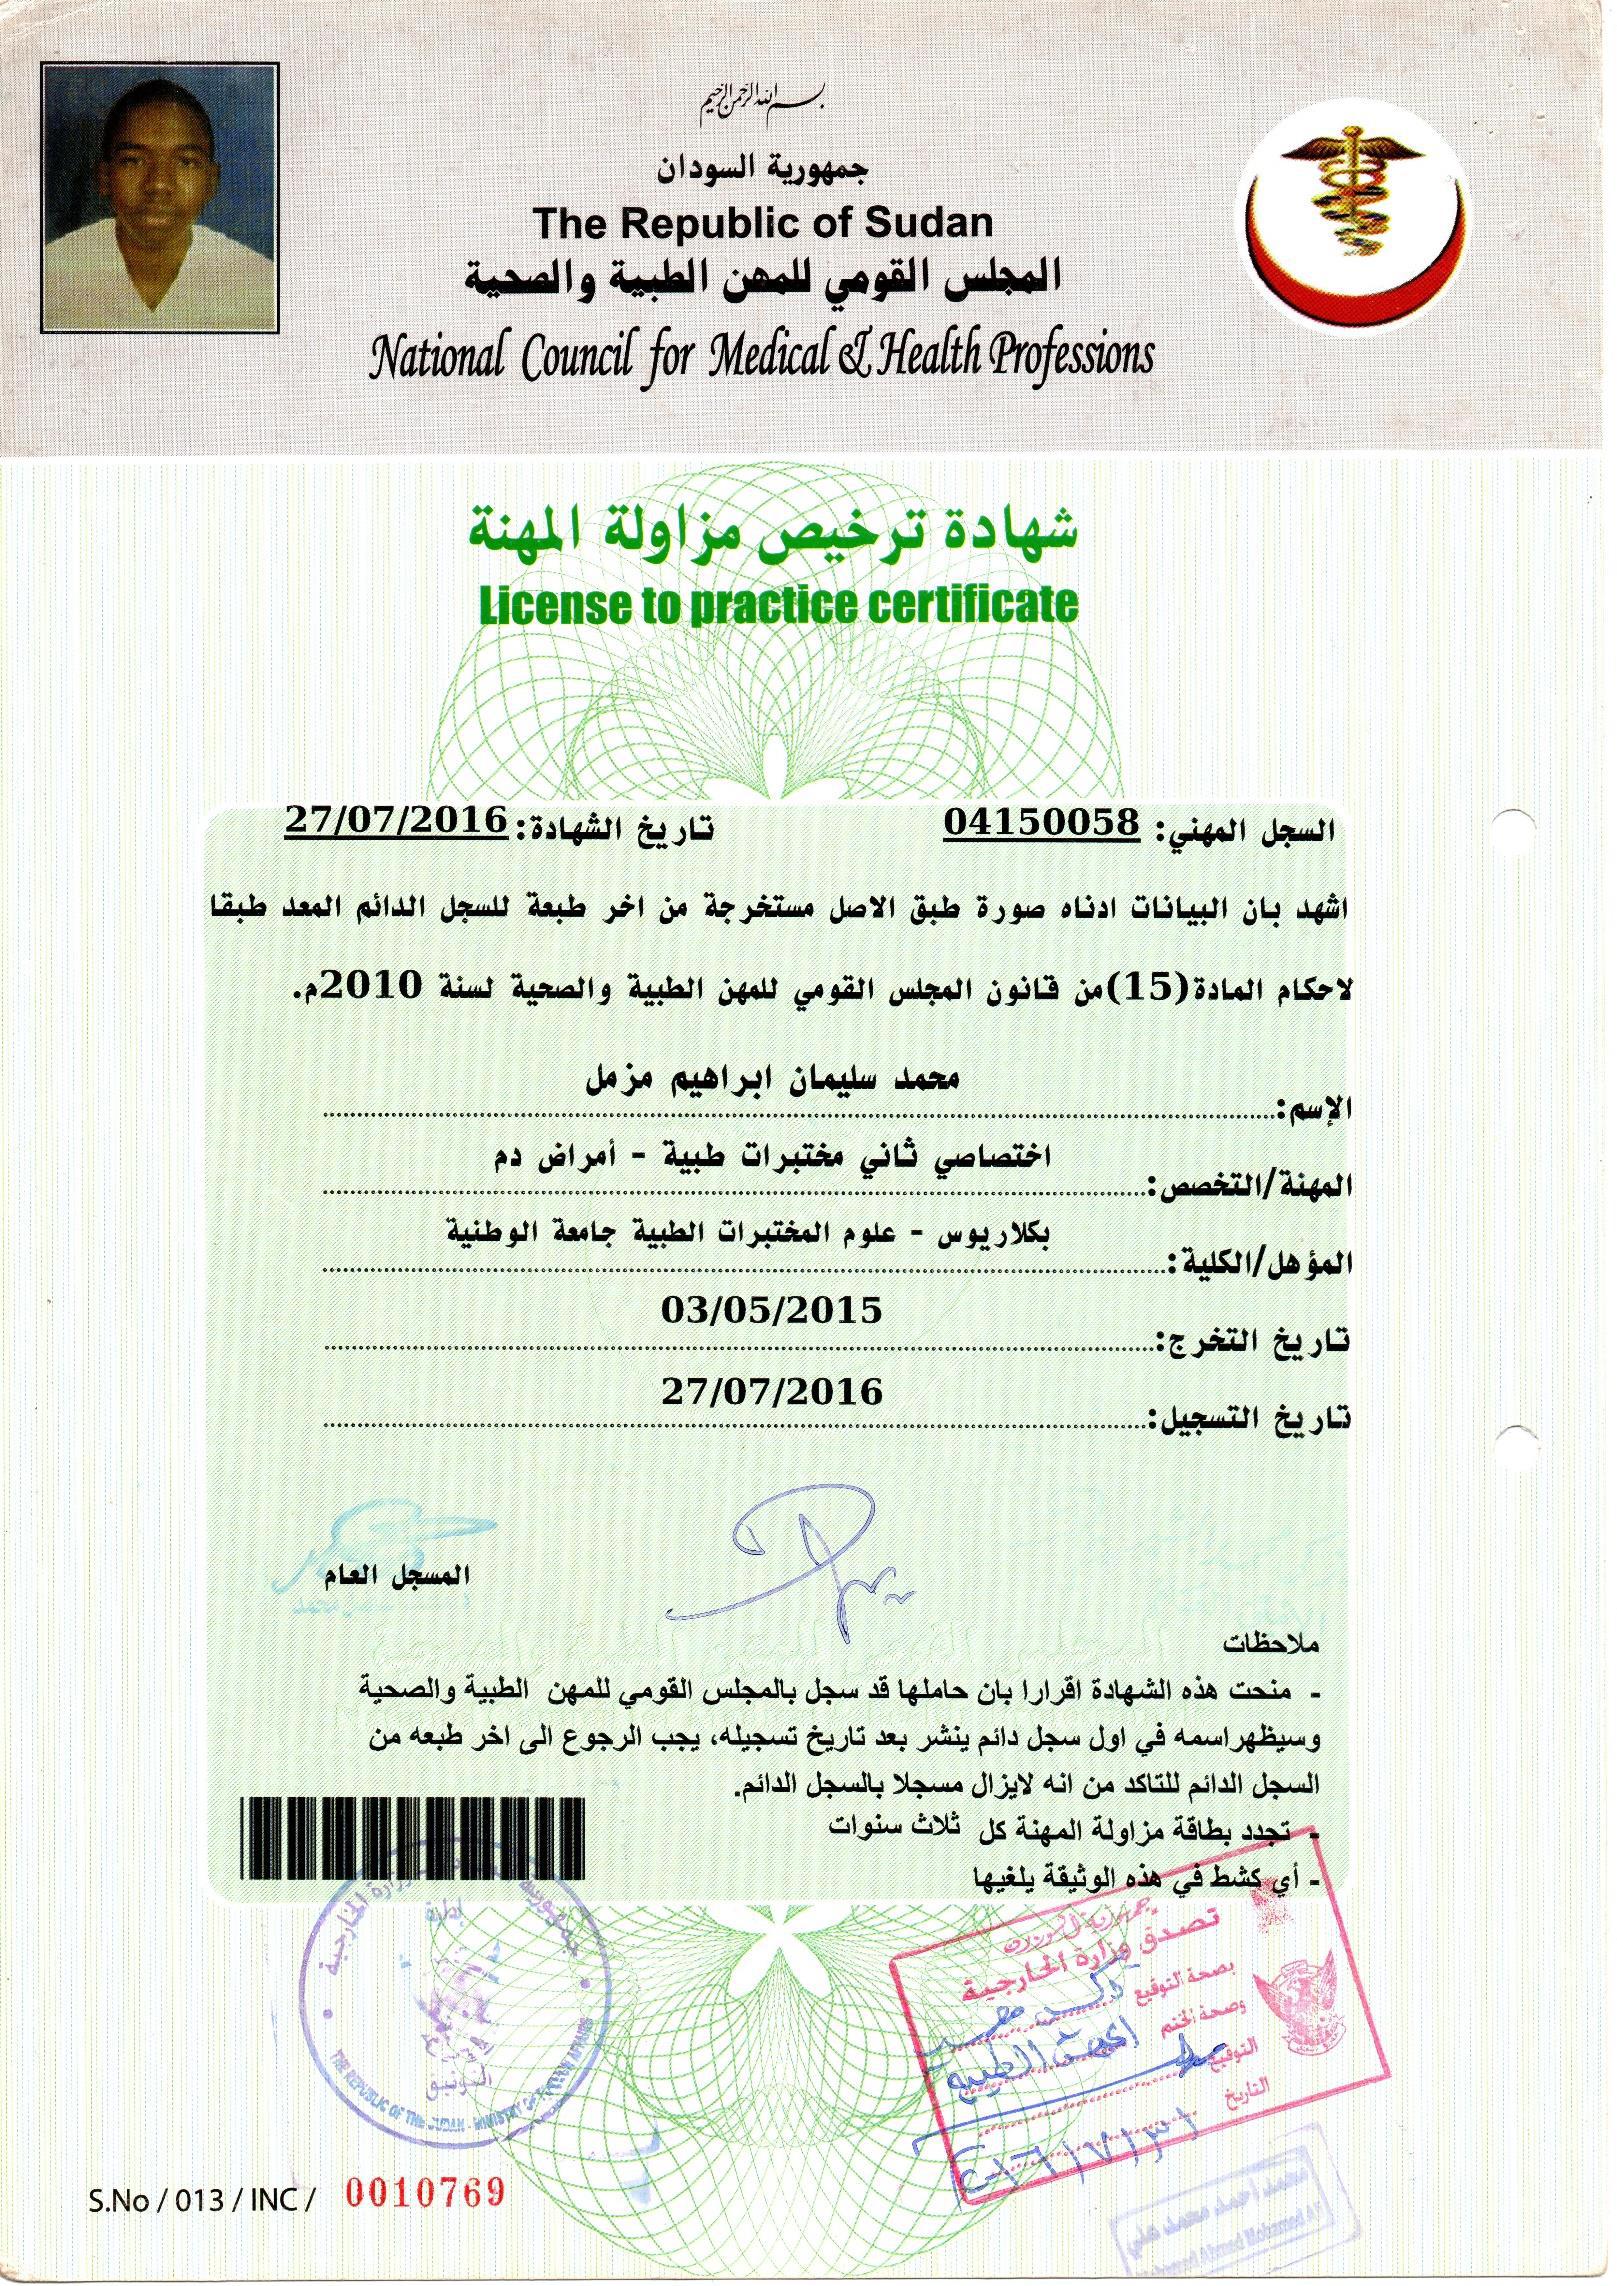 بسم الله الرحمن الرحيم
جمهورية السودان
The Republic of Sudan
المجلس القومي للمهن الطبية والصحية
National Council for Medical & Health Professions
شهادة ترخيص مزاولة المهنة
License to practice certificate
السجل المهني: 04150058 تاريخ الشهادة: 27/07/2016
اشهد بان البيانات ادناه صورة طبق الاصل مستخرجة من اخر طبعة للسجل الدائم المعد طبقا
لاحكام المادة(15)من قانون المجلس القومي للمهن الطبية والصحية لسنة 2010م.
الإسم: محمد سليمان ابراهيم مزمل
المهنة/التخصص: اختصاصي ثاني مختبرات طبية - أمراض دم
المؤهل/الكلية: بكلاريوس - علوم المختبرات الطبية جامعة الوطنية
تاريخ التخرج: 03/05/2015
تاريخ التسجيل: 27/07/2016
المسجل العام
ملاحظات
- منحت هذه الشهادة اقرارا بان حاملها قد سجل بالمجلس القومي للمهن الطبية والصحية
وسيظهراسمه في اول سجل دائم ينشر بعد تاريخ تسجيله، يجب الرجوع الى اخر طبعه من
السجل الدائم للتاكد من انه لايزال مسجلا بالسجل الدائم.
- تجدد بطاقة مزاولة المهنة كل ثلاث سنوات
- أي كشط في هذه الوثيقة يلغيها
جمهورية السودان
تصدق وزارة الخارجية
بصحة التوقيع
وصحة الختم
التوقيع
التاريخ
٢٠١٦/٧/٣١
وزارة الخارجية
التوثيق
THE REPUBLIC OF THE SUDAN - MINISTRY OF FOREIGN AFFAIRS
S.No / 013 / INC / 0010769
محمد أحمد محمد علي
Mohamed Ahmed Mohamed Ali